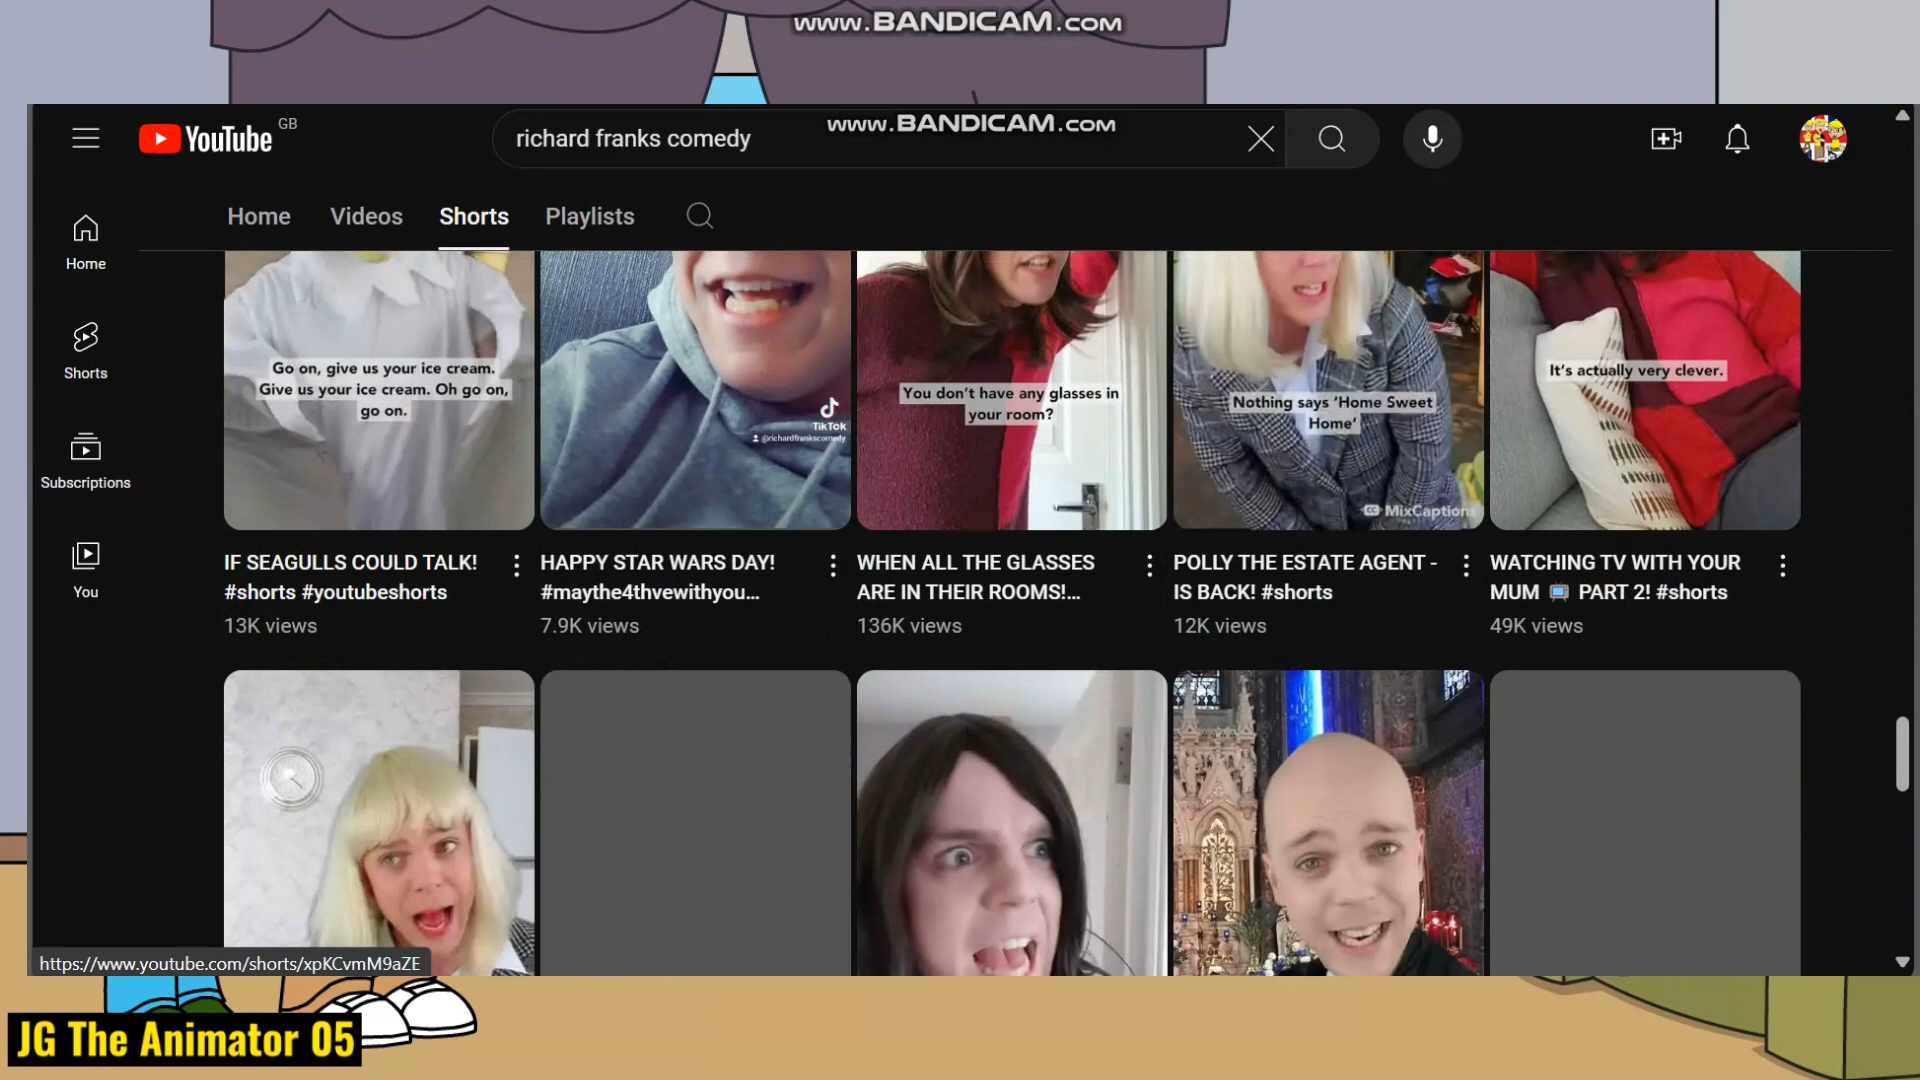 www.BANDICAM.COM
YouTube GB
richard franks comedy
www.BANDICAM.COM
Home Videos Shorts Playlists
Home
Shorts
Subscriptions
You
Go on, give us your ice cream.
Give us your ice cream. Oh go on,
go on.
TikTok
@richardfrankscomedy
You don't have any glasses in
your room?
Nothing says 'Home Sweet
Home'
CC MixCaptions
It's actually very clever.
IF SEAGULLS COULD TALK!
#shorts #youtubeshorts
13K views
HAPPY STAR WARS DAY!
#maythe4thvewithyou...
7.9K views
WHEN ALL THE GLASSES
ARE IN THEIR ROOMS!...
136K views
POLLY THE ESTATE AGENT -
IS BACK! #shorts
12K views
WATCHING TV WITH YOUR
MUM 📺 PART 2! #shorts
49K views
https://www.youtube.com/shorts/xpKCvmM9aZE
JG The Animator 05